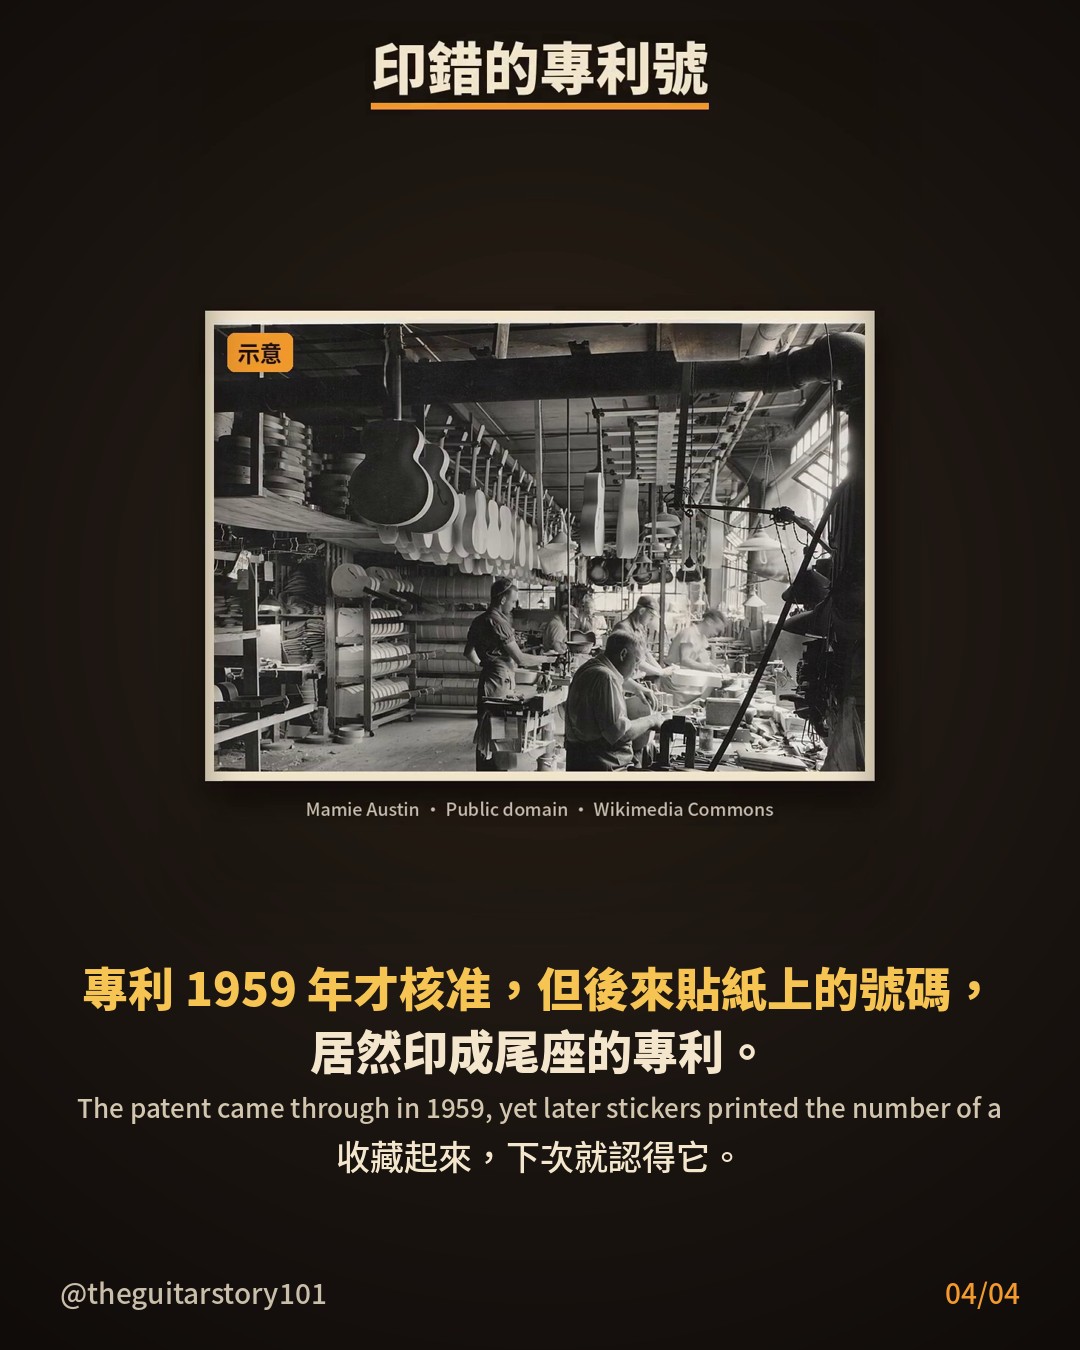 印錯的專利號
示意
Mamie Austin • Public domain • Wikimedia Commons
專利 1959 年才核准，但後來貼紙上的號碼，
居然印成尾座的專利。
The patent came through in 1959, yet later stickers printed the number of a
收藏起來，下次就認得它。
@theguitarstory101
04/04